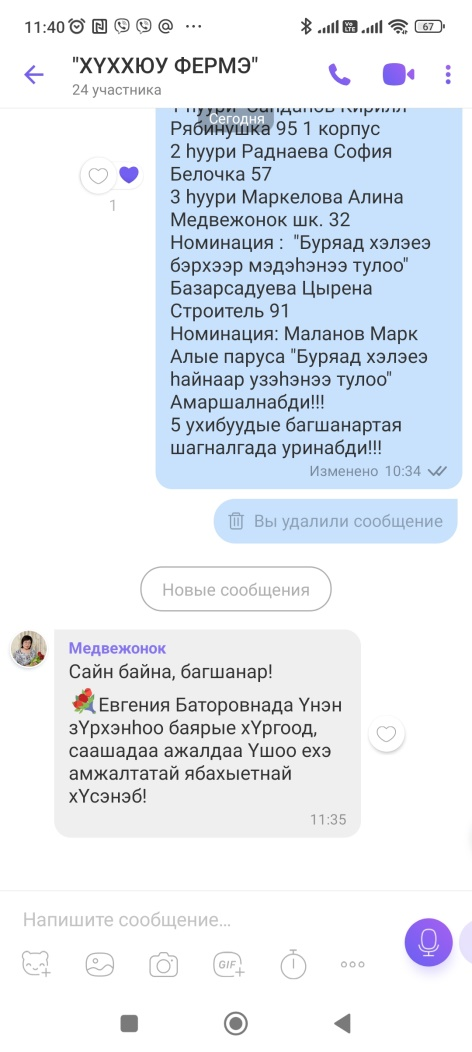 11:40
67
"ХҮХХЮУ ФЕРМЭ"
24 участника
Сегодня
Рябинушка 95 1 корпус
2 һуури Раднаева София
Белочка 57
3 һуури Маркелова Алина
Медвежонок шк. 32
Номинация :  "Буряад хэлэеэ
бэрхээр мэдэһэнээ түлоо"
Базарсадуева Цырена
Строитель 91
Номинация: Маланов Марк
Алые паруса "Буряад хэлэеэ
һайнаар узэһэнээ тулоо"
Амаршалнабди!!!
5 ухибуудые багшанартая
шагналгада уринабди!!!
Изменено 10:34
1
Вы удалили сообщение
Новые сообщения
Медвежонок
Сайн байна, багшанар!
Евгения Баторовнада Үнэн
зҮрхэнһоо баярые хҮргоод,
саашадаа ажалдаа Үшоо ехэ
амжалтатай ябахыетнай
хҮсэнэб!
11:35
Напишите сообщение...
GIF